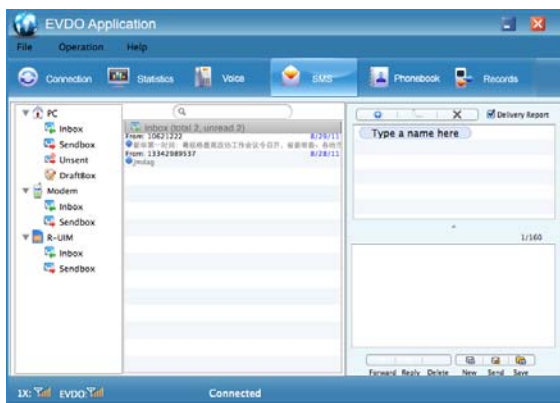 EVDO Application
File Operation Help
Connection Statistics Voice SMS Phonebook Records
PC
Inbox
Sendbox
Unsent
DraftBox
Modem
Inbox
Sendbox
R-UIM
Inbox
Sendbox
Inbox (total 2, unread 2)
From: 10621222 8/29/11
From: 13342989537 8/28/11
jmdag
Delivery Report
Type a name here
1/160
Forward Reply Delete New Send Save
1X: EVDO: Connected